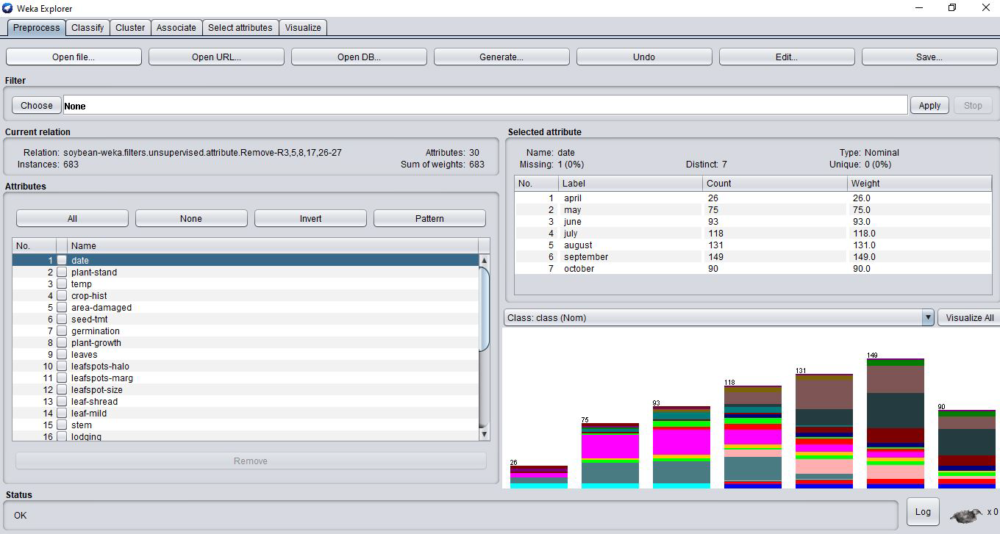 Weka Explorer
Preprocess Classify Cluster Associate Select attributes Visualize
Open file... Open URL... Open DB... Generate... Undo Edit... Save...
Filter
Choose None Apply Stop
Current relation
Relation: soybean-weka.filters.unsupervised.attribute.Remove-R3,5,8,17,26-27 Attributes: 30
Instances: 683 Sum of weights: 683
Attributes
All None Invert Pattern
No. Name
1 date
2 plant-stand
3 temp
4 crop-hist
5 area-damaged
6 seed-tmt
7 germination
8 plant-growth
9 leaves
10 leafspots-halo
11 leafspots-marg
12 leafspot-size
13 leaf-shread
14 leaf-mild
15 stem
16 lodging
Remove
Selected attribute
Name: date Type: Nominal
Missing: 1 (0%) Distinct: 7 Unique: 0 (0%)
No. Label Count Weight
1 april 26 26.0
2 may 75 75.0
3 june 93 93.0
4 july 118 118.0
5 august 131 131.0
6 september 149 149.0
7 october 90 90.0
Class: class (Nom) Visualize All
26 75 93 118 131 149 90
Status
OK Log x 0